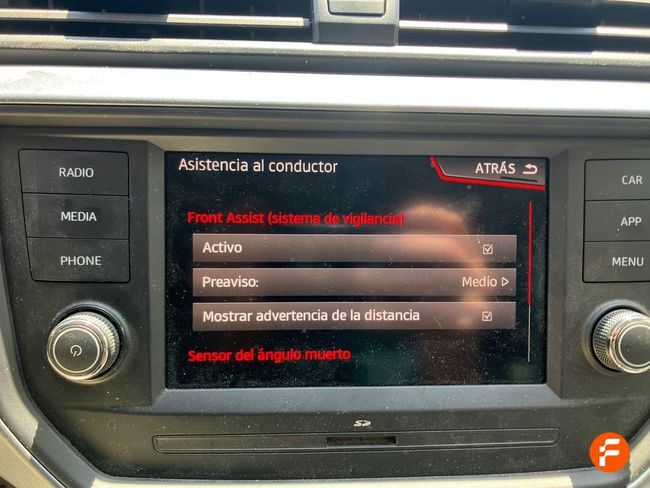 Asistencia al conductor
ATRÁS
RADIO
MEDIA
PHONE
Front Assist (sistema de vigilancia)
Activo
Preaviso:
Medio
Mostrar advertencia de la distancia
Sensor del ángulo muerto
CAR
APP
MENU
SD